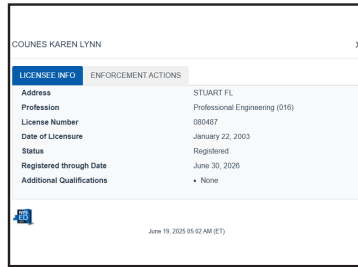 COUNES KAREN LYNN
LICENSEE INFO ENFORCEMENT ACTIONS
Address STUART FL
Profession Professional Engineering (016)
License Number 080487
Date of Licensure January 22, 2003
Status Registered
Registered through Date June 30, 2026
Additional Qualifications • None
NYS
ED
June 19, 2025 05:02 AM (ET)